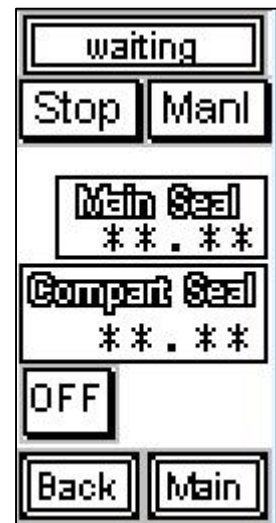 waiting
Stop Manl
Main Seal
**.**
Compart Seal
**.**
OFF
Back Main